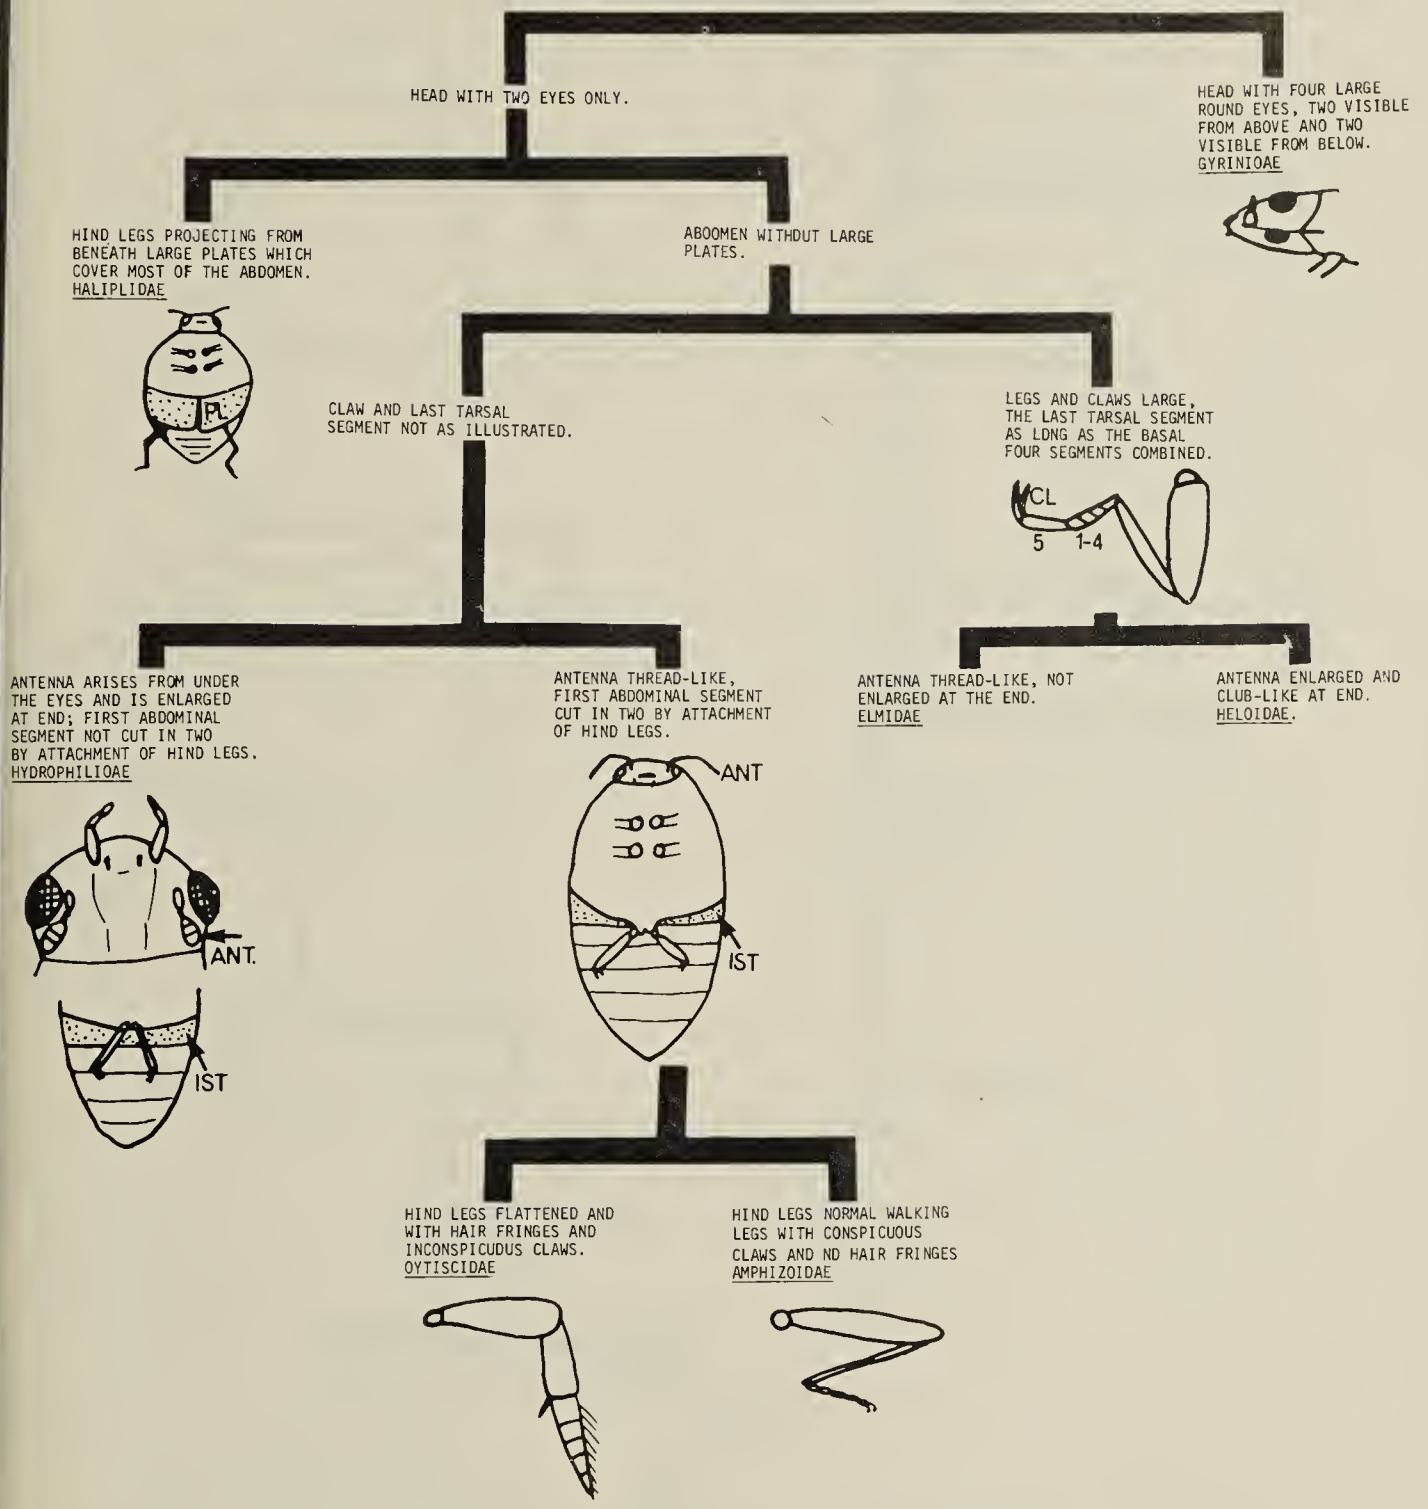 HEAD WITH TWO EYES ONLY.
HEAD WITH FOUR LARGE
ROUND EYES, TWO VISIBLE
FROM ABOVE ANO TWO
VISIBLE FROM BELOW.
GYRINIOAE
HIND LEGS PROJECTING FROM
BENEATH LARGE PLATES WHICH
COVER MOST OF THE ABDOMEN.
HALIPLIDAE
PL
ABOOMEN WITHDUT LARGE
PLATES.
CLAW AND LAST TARSAL
SEGMENT NOT AS ILLUSTRATED.
LEGS AND CLAWS LARGE,
THE LAST TARSAL SEGMENT
AS LDNG AS THE BASAL
FOUR SEGMENTS COMBINED.
CL
5 1-4
ANTENNA ARISES FROM UNDER
THE EYES AND IS ENLARGED
AT END; FIRST ABDOMINAL
SEGMENT NOT CUT IN TWO
BY ATTACHMENT OF HIND LEGS.
HYDROPHILIOAE
ANT.
IST
ANTENNA THREAD-LIKE,
FIRST ABDOMINAL SEGMENT
CUT IN TWO BY ATTACHMENT
OF HIND LEGS.
ANT
IST
ANTENNA THREAD-LIKE, NOT
ENLARGED AT THE END.
ELMIDAE
ANTENNA ENLARGED AND
CLUB-LIKE AT END.
HELOIDAE.
HIND LEGS FLATTENED AND
WITH HAIR FRINGES AND
INCONSPICUDUS CLAWS.
OYTISCIDAE
HIND LEGS NORMAL WALKING
LEGS WITH CONSPICUOUS
CLAWS AND ND HAIR FRINGES
AMPHIZOIDAE